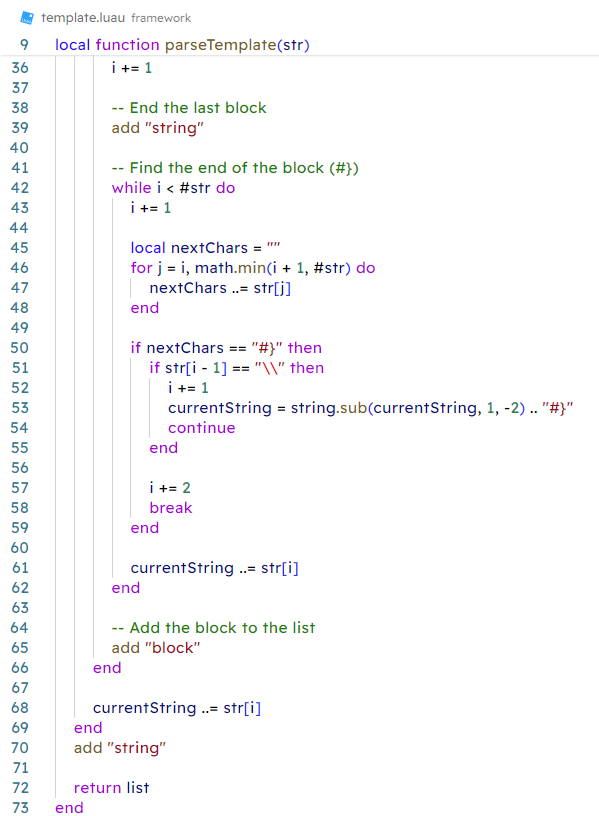 template.luau framework
9 local function parseTemplate(str)
36 i += 1
37
38 -- End the last block
39 add "string"
40
41 -- Find the end of the block (#})
42 while i < #str do
43 i += 1
44
45 local nextChars = ""
46 for j = i, math.min(i + 1, #str) do
47 nextChars ..= str[j]
48 end
49
50 if nextChars == "#}" then
51 if str[i - 1] == "\\" then
52 i += 1
53 currentString = string.sub(currentString, 1, -2) .. "#}"
54 continue
55 end
56
57 i += 2
58 break
59 end
60
61 currentString ..= str[i]
62 end
63
64 -- Add the block to the list
65 add "block"
66 end
67
68 currentString ..= str[i]
69 end
70 add "string"
71
72 return list
73 end